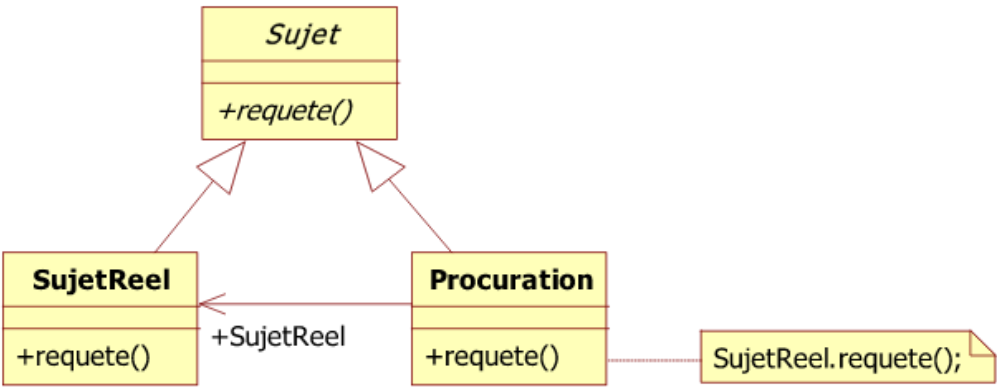 Sujet
+requete()
SujetReel
+requete()
+SujetReel
Procuration
+requete()
SujetReel.requete();